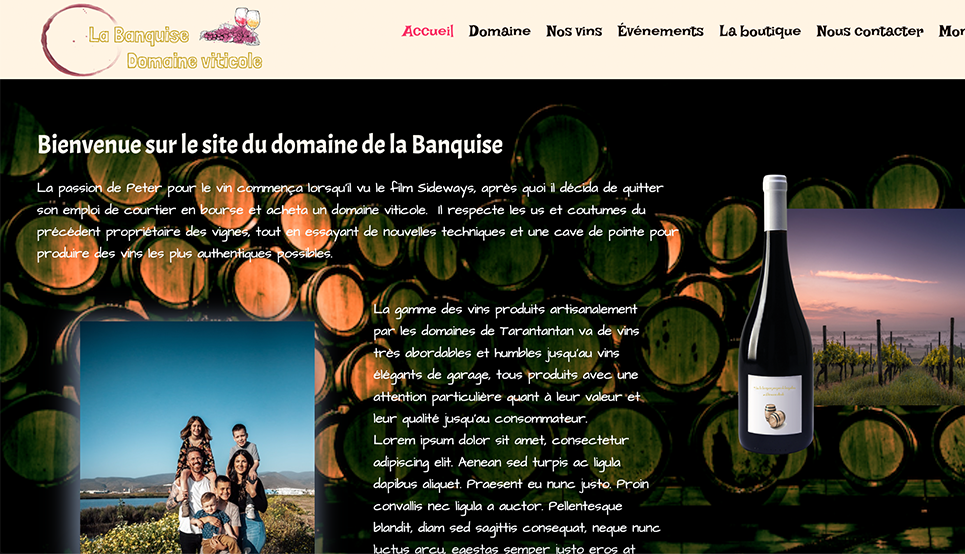 La Banquise
Domaine viticole
Accueil Domaine Nos vins Événements La boutique Nous contacter Mon
Bienvenue sur le site du domaine de la Banquise
La passion de Peter pour le vin commença lorsqu'il vu le film Sideways, après quoi il décida de quitter
son emploi de courtier en bourse et acheta un domaine viticole. Il respecte les us et coutumes du
précédent propriétaire des vignes, tout en essayant de nouvelles techniques et une cave de pointe pour
produire des vins les plus authentiques possibles.
La gamme des vins produits artisanalement
par les domaines de Tarantantan va de vins
très abordables et humbles jusqu'au vins
élégants de garage, tous produits avec une
attention particulière quant à leur valeur et
leur qualité jusqu'au consommateur.
Lorem ipsum dolor sit amet, consectetur
adipiscing elit. Aenean sed turpis ac ligula
dapibus aliquet. Praesent eu nunc justo. Proin
convallis nec ligula a auctor. Pellentesque
blandit, diam sed sagittis consequat, neque nunc
luctus arcu, egestas semper justo eros at